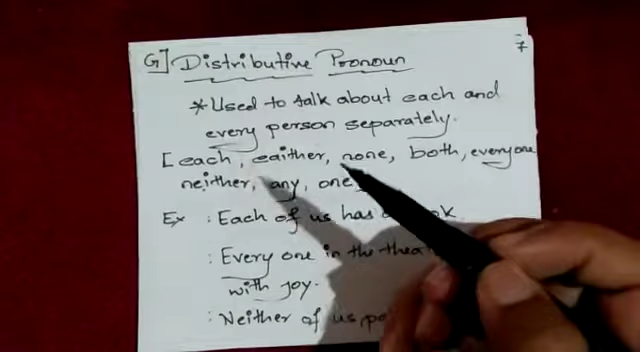 G] Distributive Pronoun
7
* Used to talk about each and
every person separately.
[each, eaither, none, both, everyone
neither, any, one
Ex : Each of us has a
: Every one in the thea
with joy.
: Neither of us